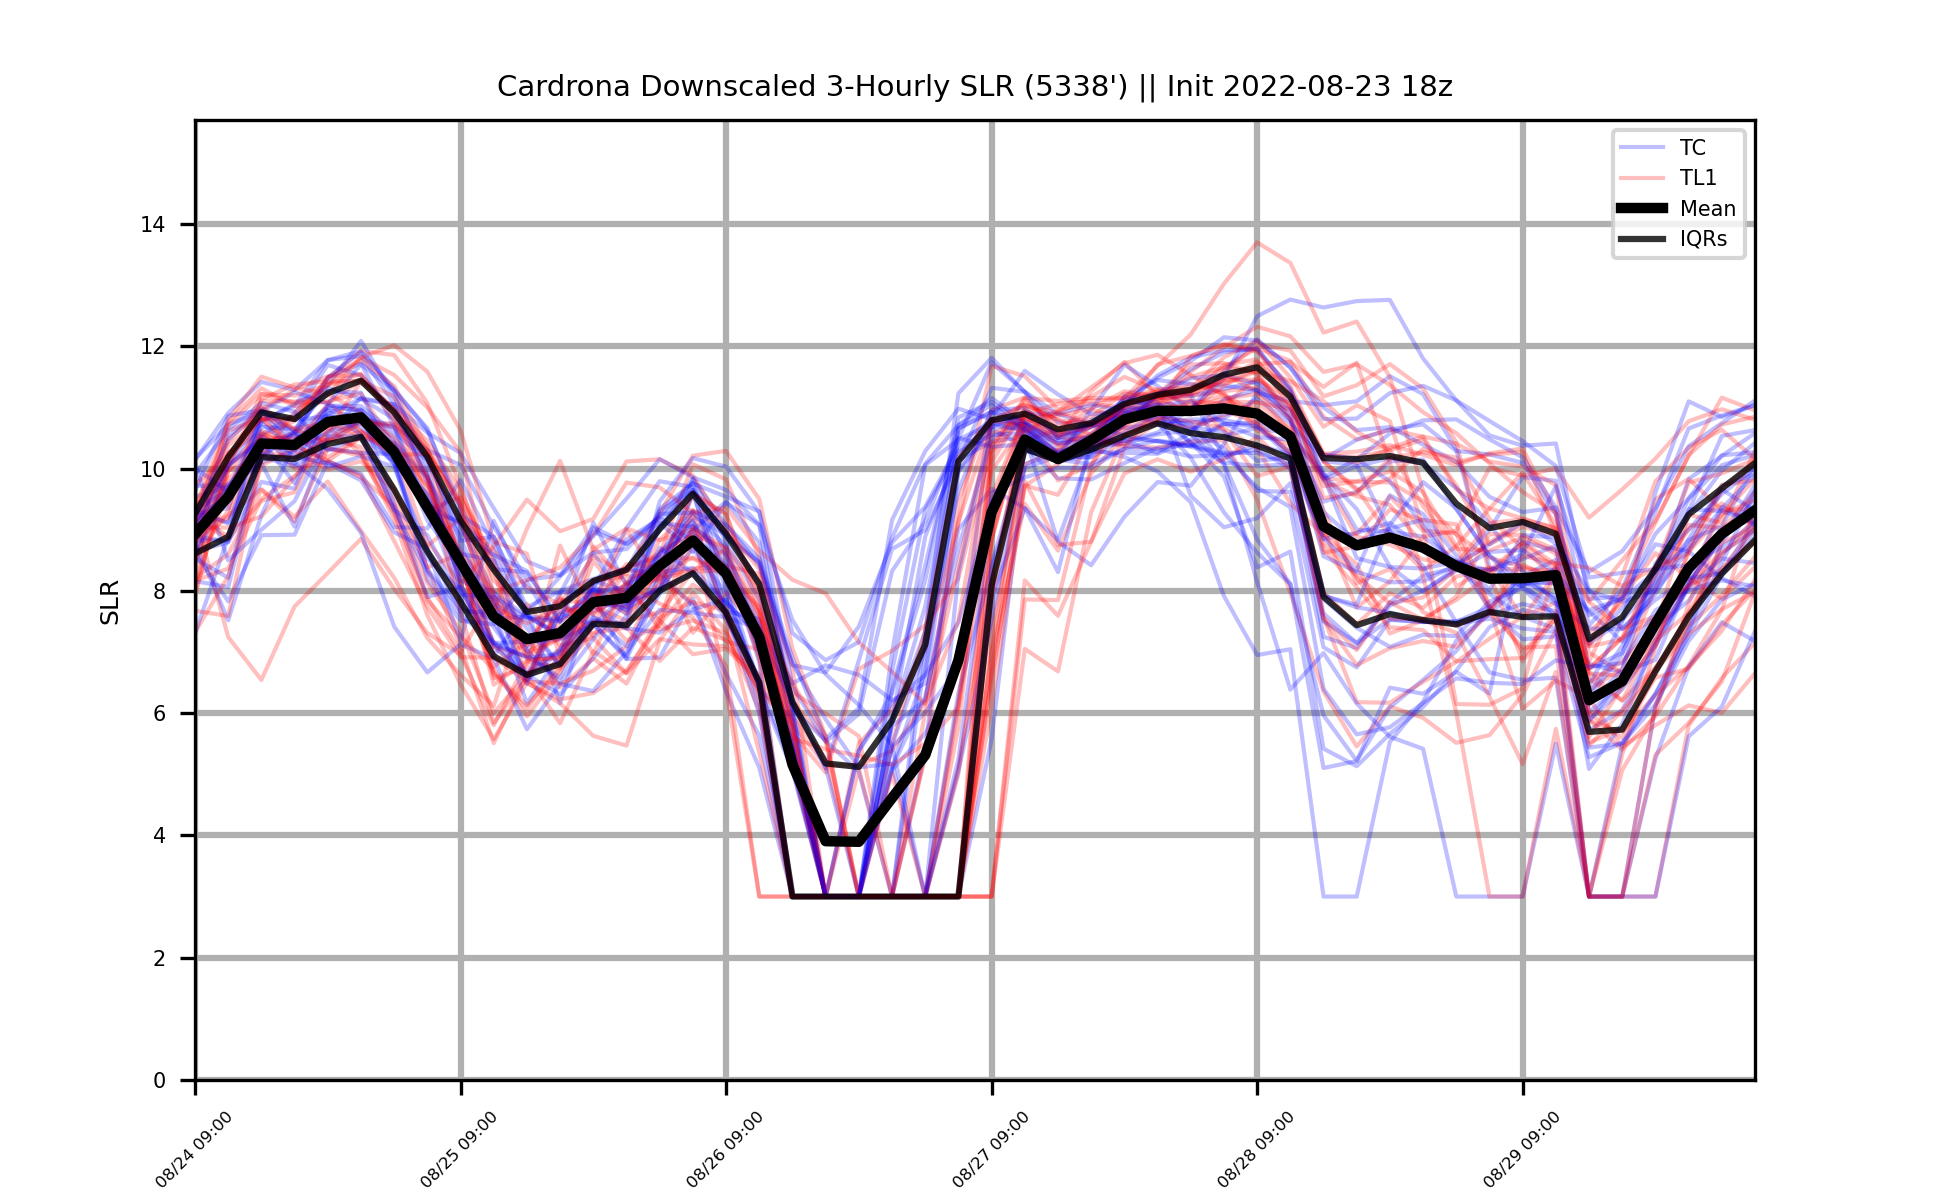 Cardrona Downscaled 3-Hourly SLR (5338') || Init 2022-08-23 18z
TC
TL1
Mean
IQRs
14
12
10
8
6
4
2
0
SLR
08/24 09:00
08/25 09:00
08/26 09:00
08/27 09:00
08/28 09:00
08/29 09:00